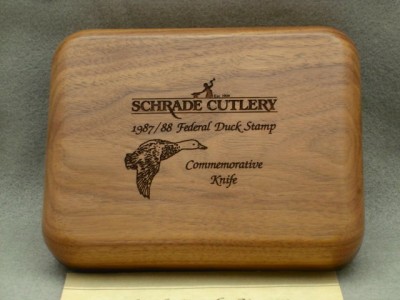 SCHRADE CUTLERY
1987/88 Federal Duck Stamp
Commemorative
Knife